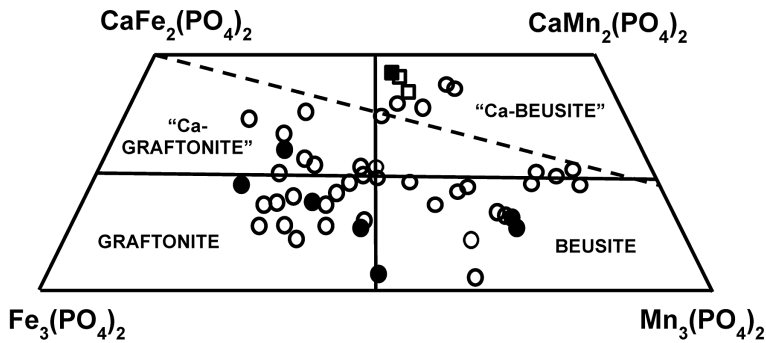 CaFe₂(PO₄)₂
CaMn₂(PO₄)₂
“Ca-
GRAFTONITE”
“Ca-BEUSITE”
GRAFTONITE
BEUSITE
Fe₃(PO₄)₂
Mn₃(PO₄)₂